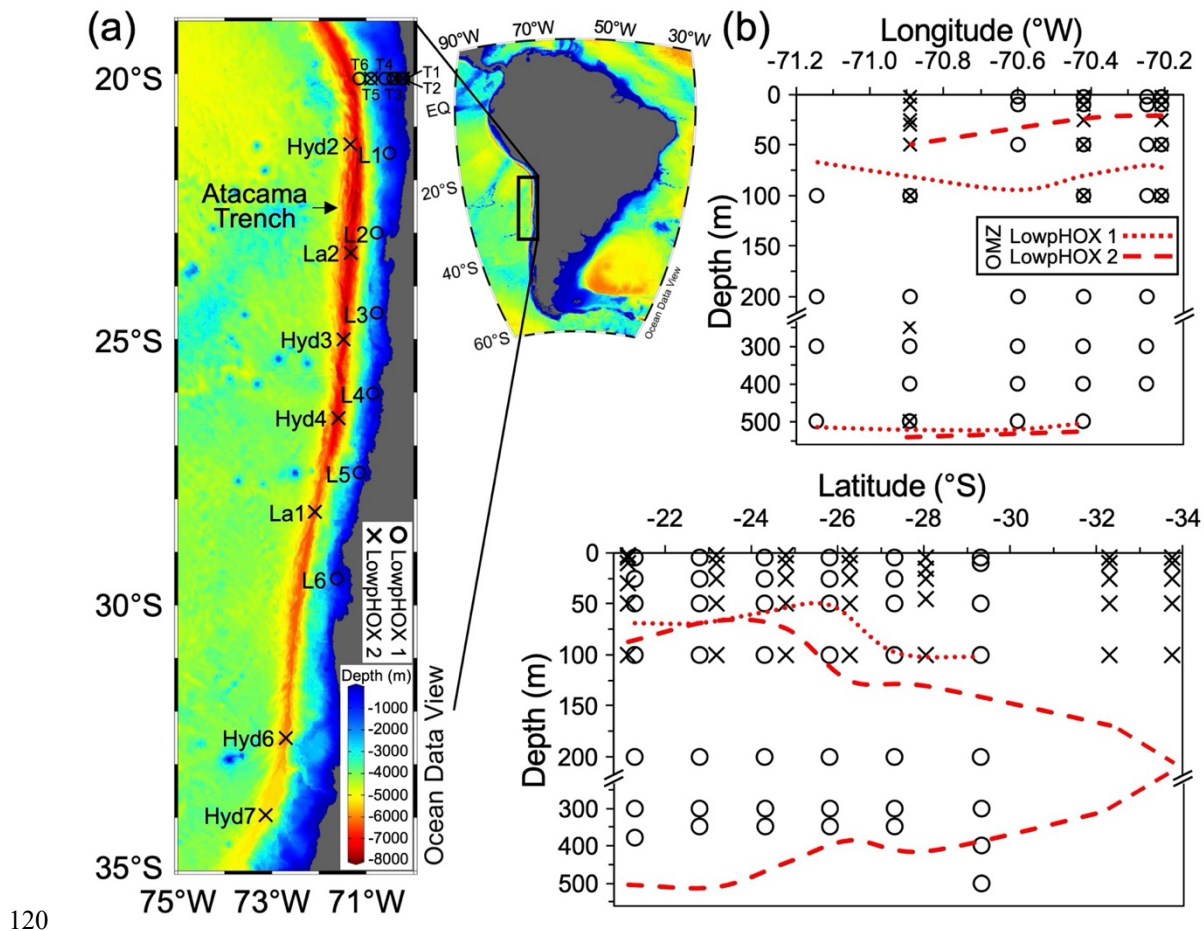 (a)
20°S
25°S
30°S
35°S
75°W 73°W 71°W
T6 T4 T1
T5 T3 T2
Hyd2
L1
Atacama
Trench
L2
La2
L3
Hyd3
L4
Hyd4
L5
La1
L6
Hyd6
Hyd7
LowpHOX 1
LowpHOX 2
Depth (m)
-1000
-2000
-3000
-4000
-5000
-6000
-7000
-8000
Ocean Data View
90°W 70°W 50°W 30°W
EQ
20°S
40°S
60°S
Ocean Data View
(b)
Longitude (°W)
-71.2 -71.0 -70.8 -70.6 -70.4 -70.2
Depth (m)
0
50
100
150
200
300
400
500
OMZ
LowpHOX 1
LowpHOX 2
Latitude (°S)
-22 -24 -26 -28 -30 -32 -34
Depth (m)
0
50
100
150
200
300
400
500
120